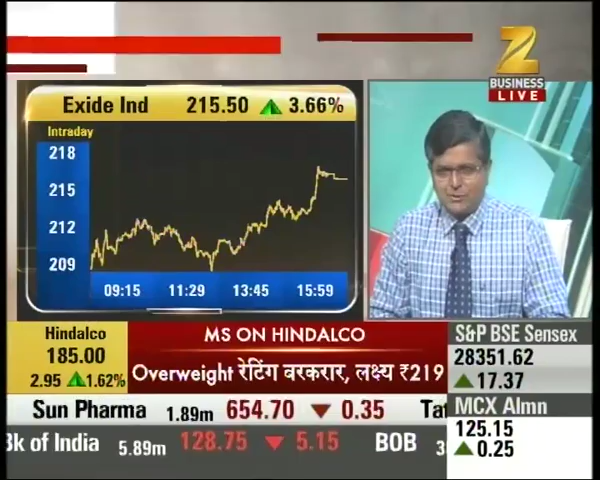 Z
BUSINESS
LIVE
Exide Ind 215.50 3.66%
Intraday
218
215
212
209
09:15 11:29 13:45 15:59
Hindalco
185.00
2.95 1.62%
MS ON HINDALCO
Overweight रेटिंग बरकरार, लक्ष्य ₹219
S&P BSE Sensex
28351.62
17.37
MCX Almn
125.15
0.25
Sun Pharma 1.89m 654.70 0.35 Tat
k of India 5.89m 128.75 5.15 BOB 3